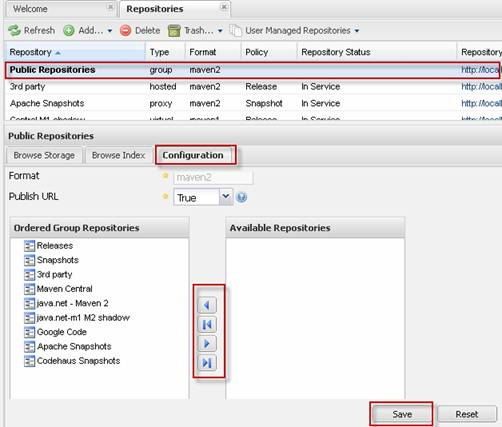 Welcome Repositories
Refresh Add... Delete Trash... User Managed Repositories
Repository Type Format Policy Repository Status Repository
Public Repositories group maven2 http://local
3rd party hosted maven2 Release In Service http://local
Apache Snapshots proxy maven2 Snapshot In Service http://local
Central M1 shadow virtual maven1 Release In Service
Public Repositories
Browse Storage Browse Index Configuration
Format maven2
Publish URL True
Ordered Group Repositories Available Repositories
Releases
Snapshots
3rd party
Maven Central
java.net - Maven 2
java.net-m1 M2 shadow
Google Code
Apache Snapshots
Codehaus Snapshots
Save Reset